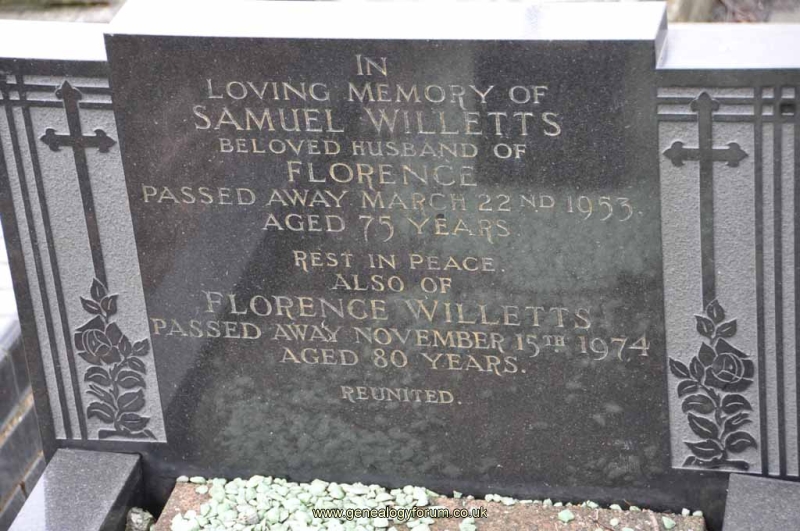 IN
LOVING MEMORY OF
SAMUEL WILLETTS
BELOVED HUSBAND OF
FLORENCE
PASSED AWAY MARCH 22ND 1953.
AGED 75 YEARS.
REST IN PEACE.
ALSO OF
FLORENCE WILLETTS
PASSED AWAY NOVEMBER 15TH 1974
AGED 80 YEARS.
REUNITED.
www.genealogyforum.co.uk